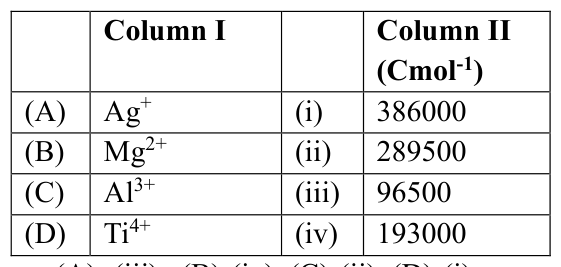 Column I Column II
(Cmol⁻¹)
(A) Ag⁺ (i) 386000
(B) Mg²⁺ (ii) 289500
(C) Al³⁺ (iii) 96500
(D) Ti⁴⁺ (iv) 193000